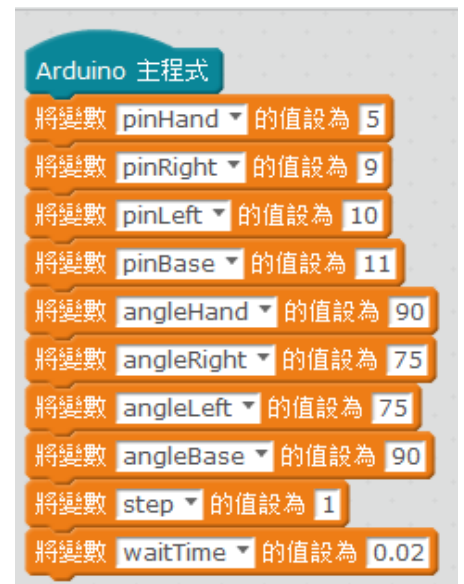 Arduino 主程式
將變數 pinHand 的值設為 5
將變數 pinRight 的值設為 9
將變數 pinLeft 的值設為 10
將變數 pinBase 的值設為 11
將變數 angleHand 的值設為 90
將變數 angleRight 的值設為 75
將變數 angleLeft 的值設為 75
將變數 angleBase 的值設為 90
將變數 step 的值設為 1
將變數 waitTime 的值設為 0.02